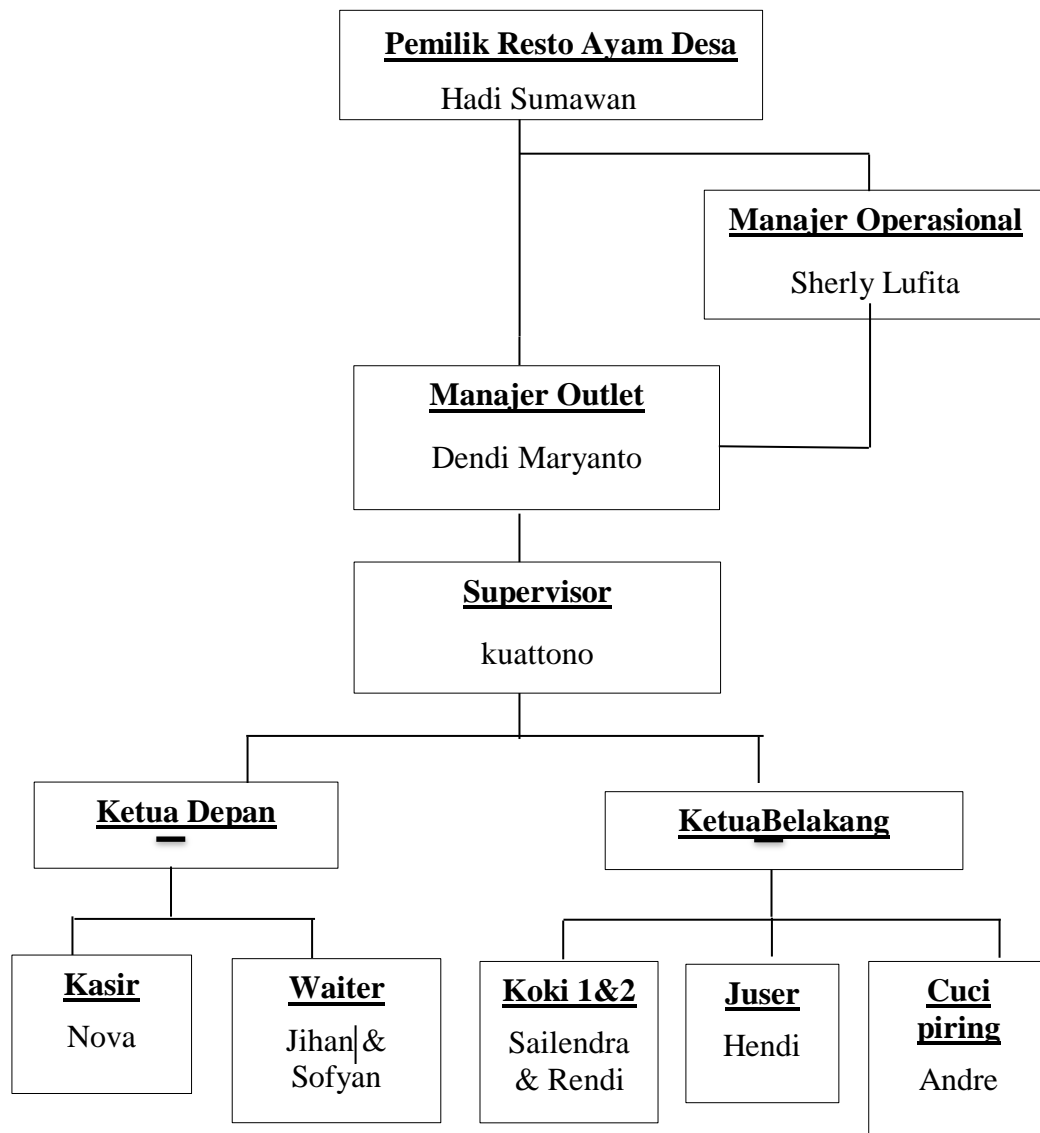 Pemilik Resto Ayam Desa
Hadi Sumawan
Manajer Operasional
Sherly Lufita
Manajer Outlet
Dendi Maryanto
Supervisor
kuattono
Ketua Depan
KetuaBelakang
Kasir
Nova
Waiter
Jihan &
Sofyan
Koki 1&2
Sailendra
& Rendi
Juser
Hendi
Cuci
piring
Andre